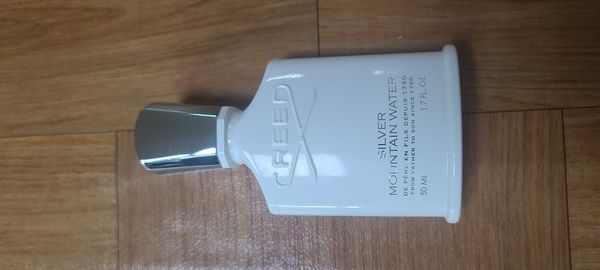 CREED
SILVER
MOUNTAIN WATER
DE PÈRE EN FILS DEPUIS 1760
FROM FATHER TO SON SINCE 1760
50 ML 1.7 FL. OZ.